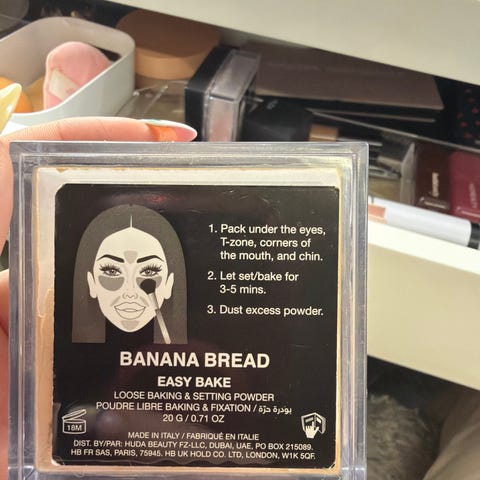 1. Pack under the eyes,
T-zone, corners of
the mouth, and chin.
2. Let set/bake for
3-5 mins.
3. Dust excess powder.
BANANA BREAD
EASY BAKE
LOOSE BAKING & SETTING POWDER
POUDRE LIBRE BAKING & FIXATION / بودرة حرّة
20 G / 0.71 OZ
18M
MADE IN ITALY / FABRIQUÉ EN ITALIE
DIST. BY/PAR: HUDA BEAUTY FZ-LLC, DUBAI, UAE, PO BOX 215089.
HB FR SAS, PARIS, 75945. HB UK HOLD CO. LTD, LONDON, W1K 5QF.